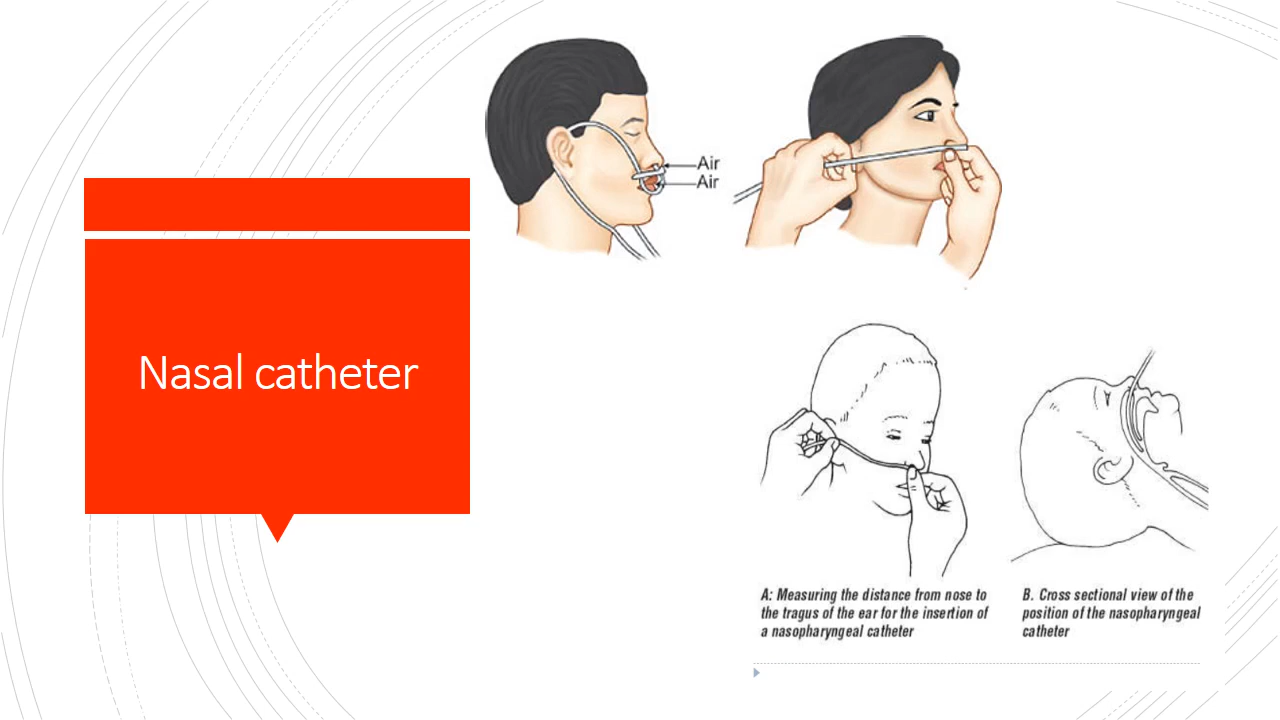 Nasal catheter
Air
Air
A: Measuring the distance from nose to
the tragus of the ear for the insertion of
a nasopharyngeal catheter
B. Cross sectional view of the
position of the nasopharyngeal
catheter